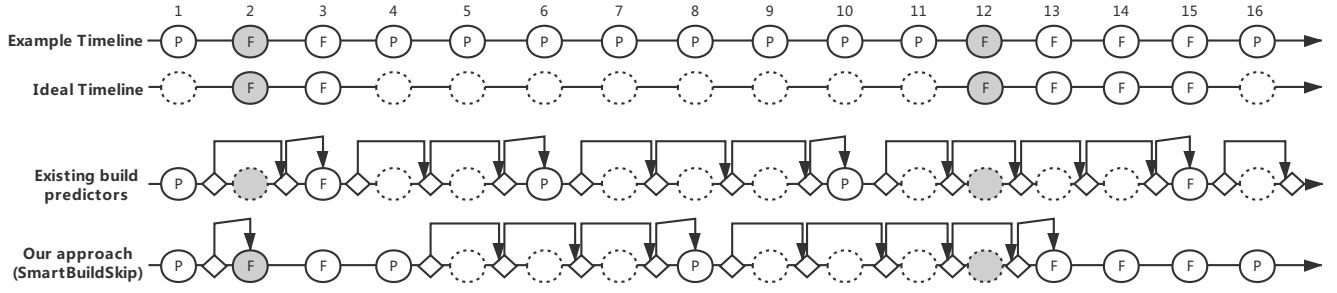 1 2 3 4 5 6 7 8 9 10 11 12 13 14 15 16
Example Timeline P F F P P P P P P P P F F F F P
Ideal Timeline F F F F F F
Existing build
predictors
P F P P F
Our approach
(SmartBuildSkip)
P F F P P F F F P